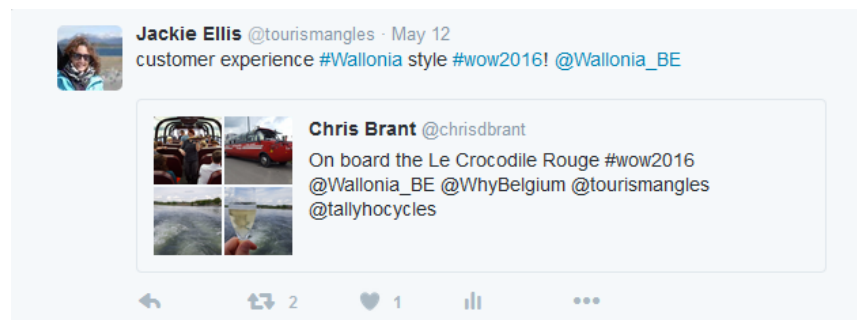 Jackie Ellis @tourismangles · May 12
customer experience #Wallonia style #wow2016! @Wallonia_BE
Chris Brant @chrisdbrant
On board the Le Crocodile Rouge #wow2016
@Wallonia_BE @WhyBelgium @tourismangles
@tallyhocycles
2 1